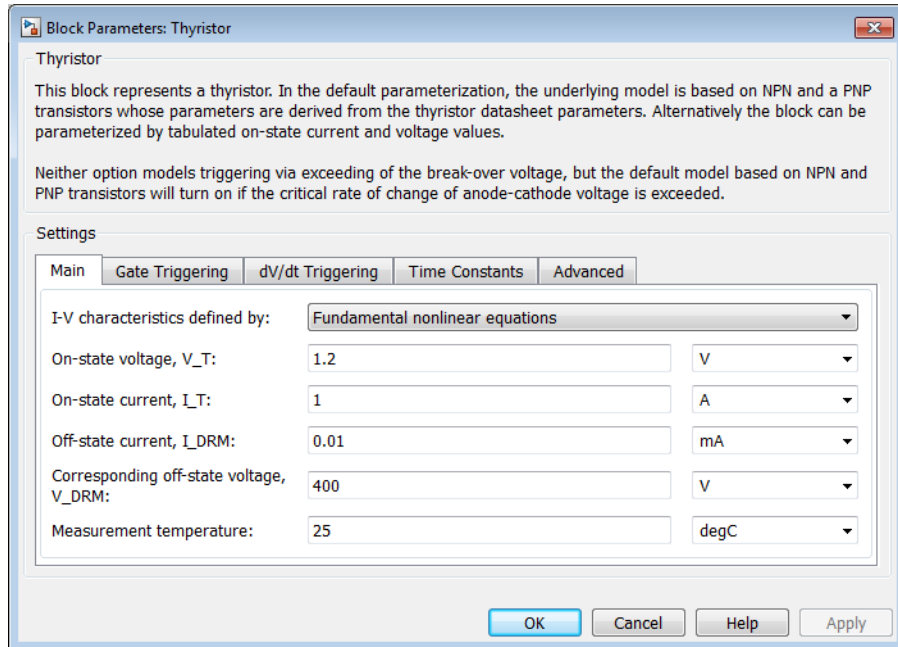 Block Parameters: Thyristor
Thyristor
This block represents a thyristor. In the default parameterization, the underlying model is based on NPN and a PNP
transistors whose parameters are derived from the thyristor datasheet parameters. Alternatively the block can be
parameterized by tabulated on-state current and voltage values.
Neither option models triggering via exceeding of the break-over voltage, but the default model based on NPN and
PNP transistors will turn on if the critical rate of change of anode-cathode voltage is exceeded.
Settings
Main Gate Triggering dV/dt Triggering Time Constants Advanced
I-V characteristics defined by: Fundamental nonlinear equations
On-state voltage, V_T: 1.2 V
On-state current, I_T: 1 A
Off-state current, I_DRM: 0.01 mA
Corresponding off-state voltage,
V_DRM: 400 V
Measurement temperature: 25 degC
OK Cancel Help Apply